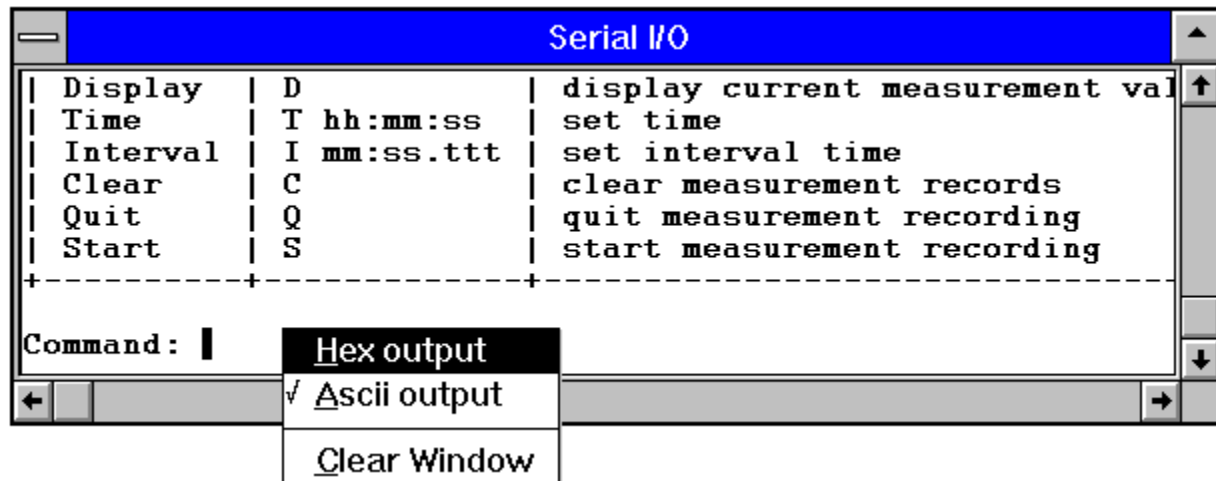 Serial I/O
| Display | D | display current measurement val
| Time | T hh:mm:ss | set time
| Interval | I mm:ss.ttt | set interval time
| Clear | C | clear measurement records
| Quit | Q | quit measurement recording
| Start | S | start measurement recording
+----------+---------------+-----------------------------------
Command:
Hex output
√ Ascii output
Clear Window